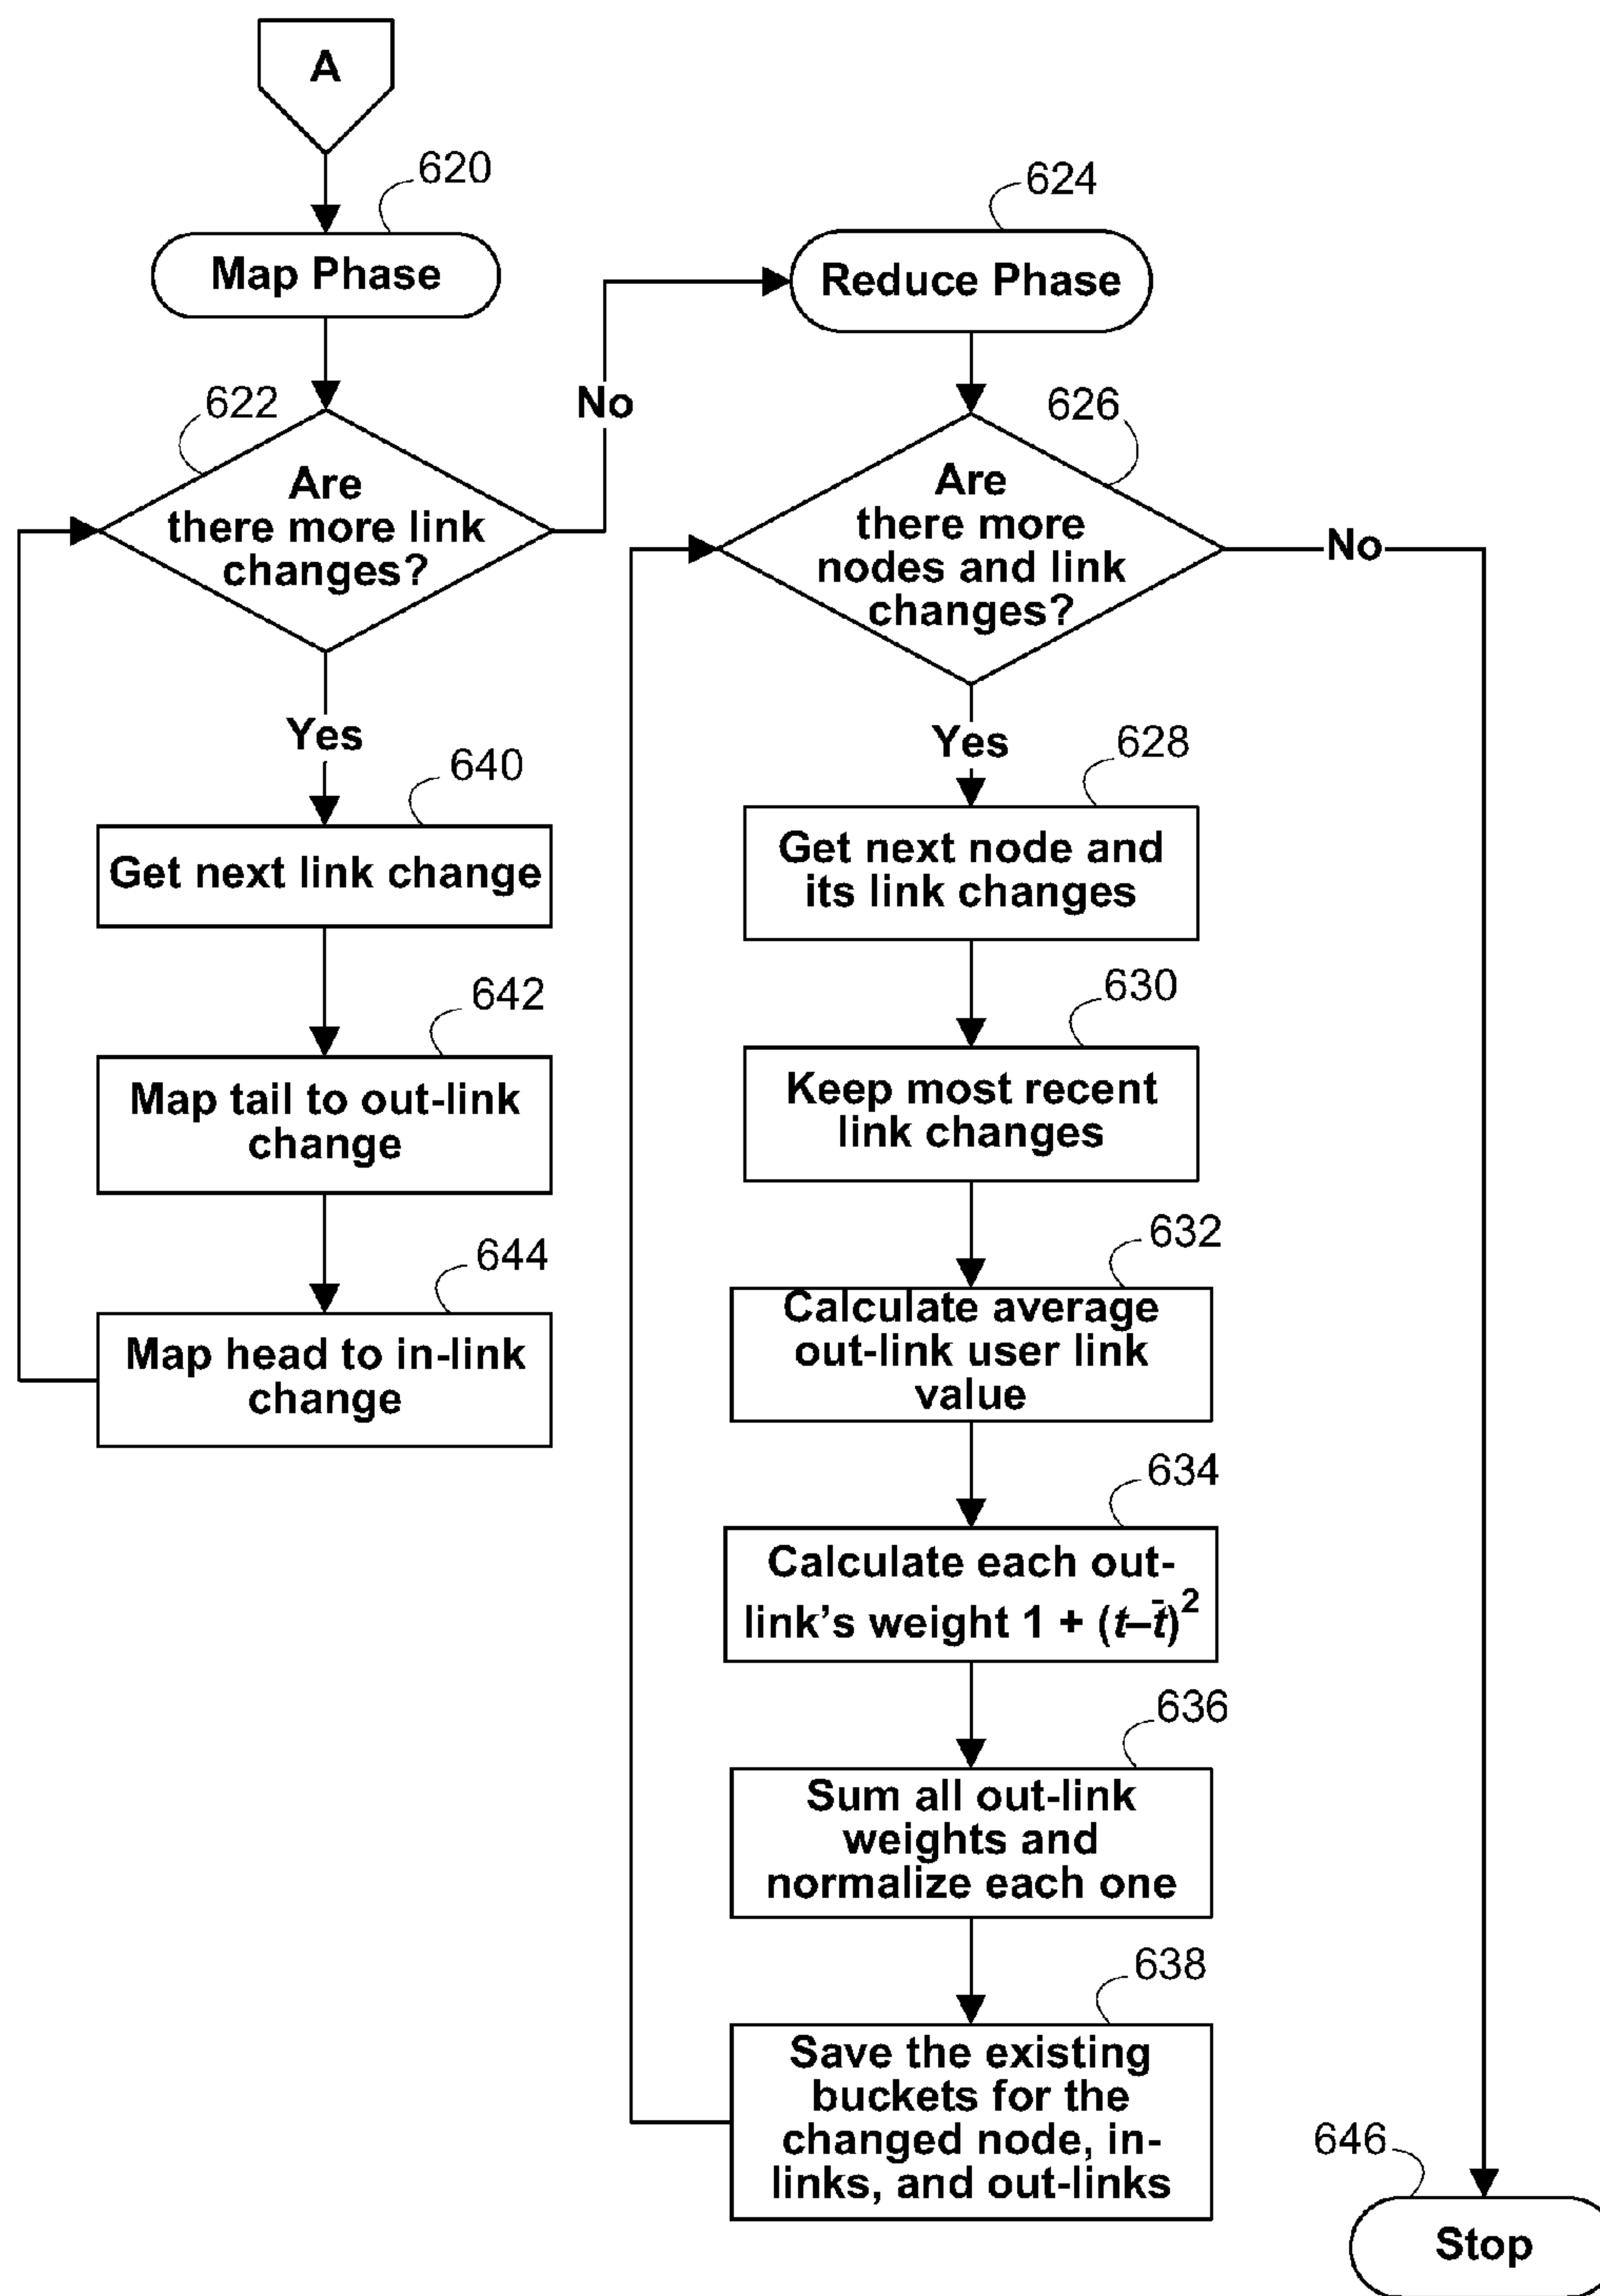 A
620
Map Phase
622
Are
there more link
changes?
No
Yes
640
Get next link change
642
Map tail to out-link
change
644
Map head to in-link
change
624
Reduce Phase
626
Are
there more
nodes and link
changes?
No
Yes
628
Get next node and
its link changes
630
Keep most recent
link changes
632
Calculate average
out-link user link
value
634
Calculate each out-
link’s weight 1 + (t–t̄)²
636
Sum all out-link
weights and
normalize each one
638
Save the existing
buckets for the
changed node, in-
links, and out-links
646
Stop